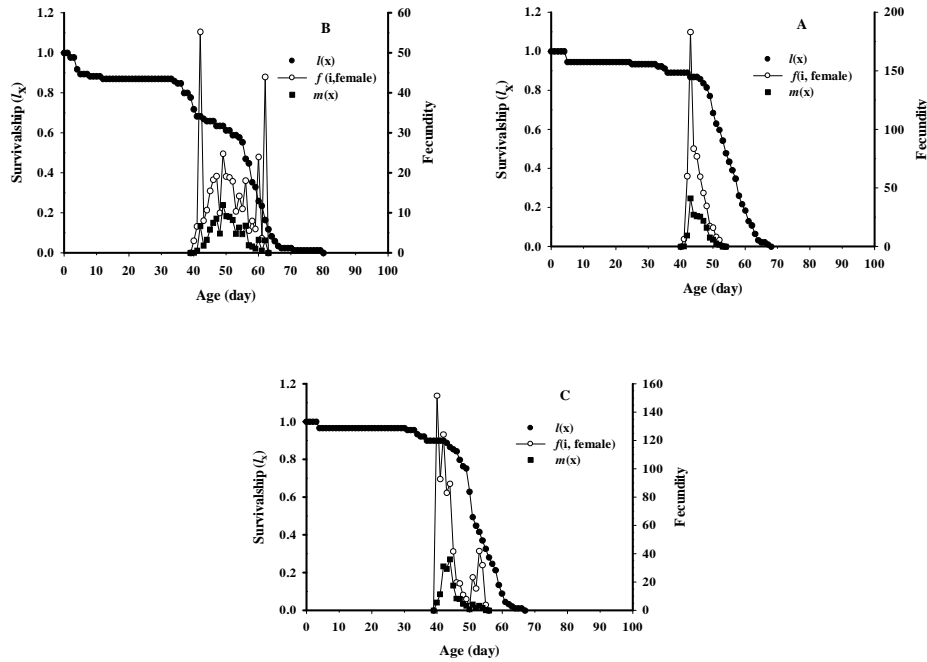 B
l(x)
f (i,female)
m(x)
Survivalship (lx)
1.2
1.0
0.8
0.6
0.4
0.2
0.0
60
50
40
30
20
10
0
Fecundity
0 10 20 30 40 50 60 70 80 90 100
Age (day)
A
l(x)
f(i, female)
m(x)
Survivalship (lx)
1.2
1.0
0.8
0.6
0.4
0.2
0.0
200
150
100
50
0
Fecundity
0 10 20 30 40 50 60 70 80 90 100
Age (day)
C
l(x)
f(i, female)
m(x)
Survivalship (lx)
1.2
1.0
0.8
0.6
0.4
0.2
0.0
160
140
120
100
80
60
40
20
0
Fecundity
0 10 20 30 40 50 60 70 80 90 100
Age (day)